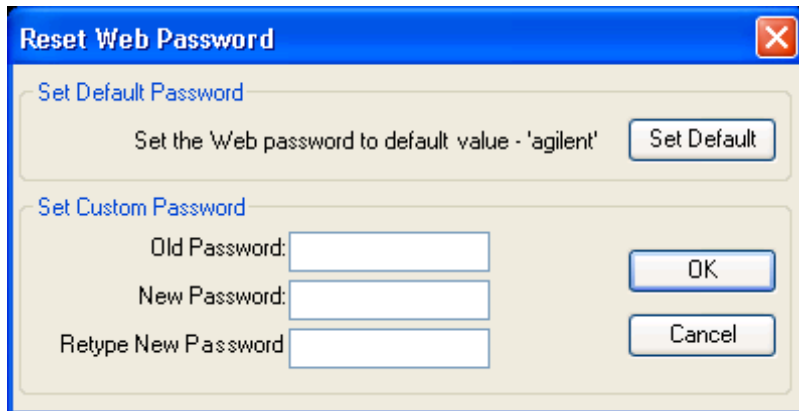 Reset Web Password
Set Default Password
Set the Web password to default value - 'agilent'
Set Default
Set Custom Password
Old Password:
New Password:
Retype New Password
OK
Cancel